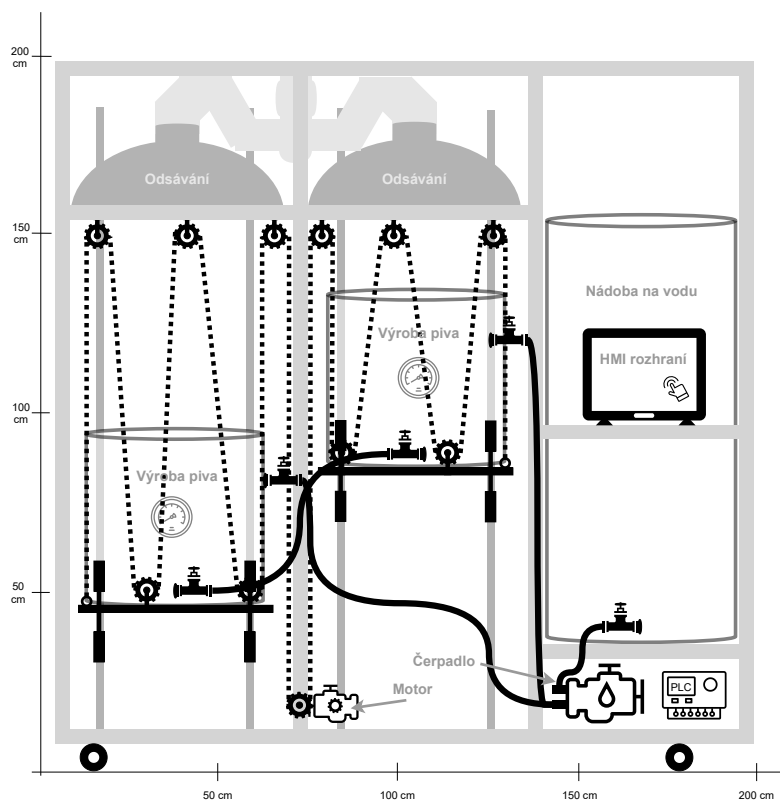 200
cm
Odsávání
Odsávání
150
cm
Nádoba na vodu
Výroba piva
HMI rozhraní
100
cm
Výroba piva
50
cm
Čerpadlo
Motor
PLC
50 cm
100 cm
150 cm
200 cm